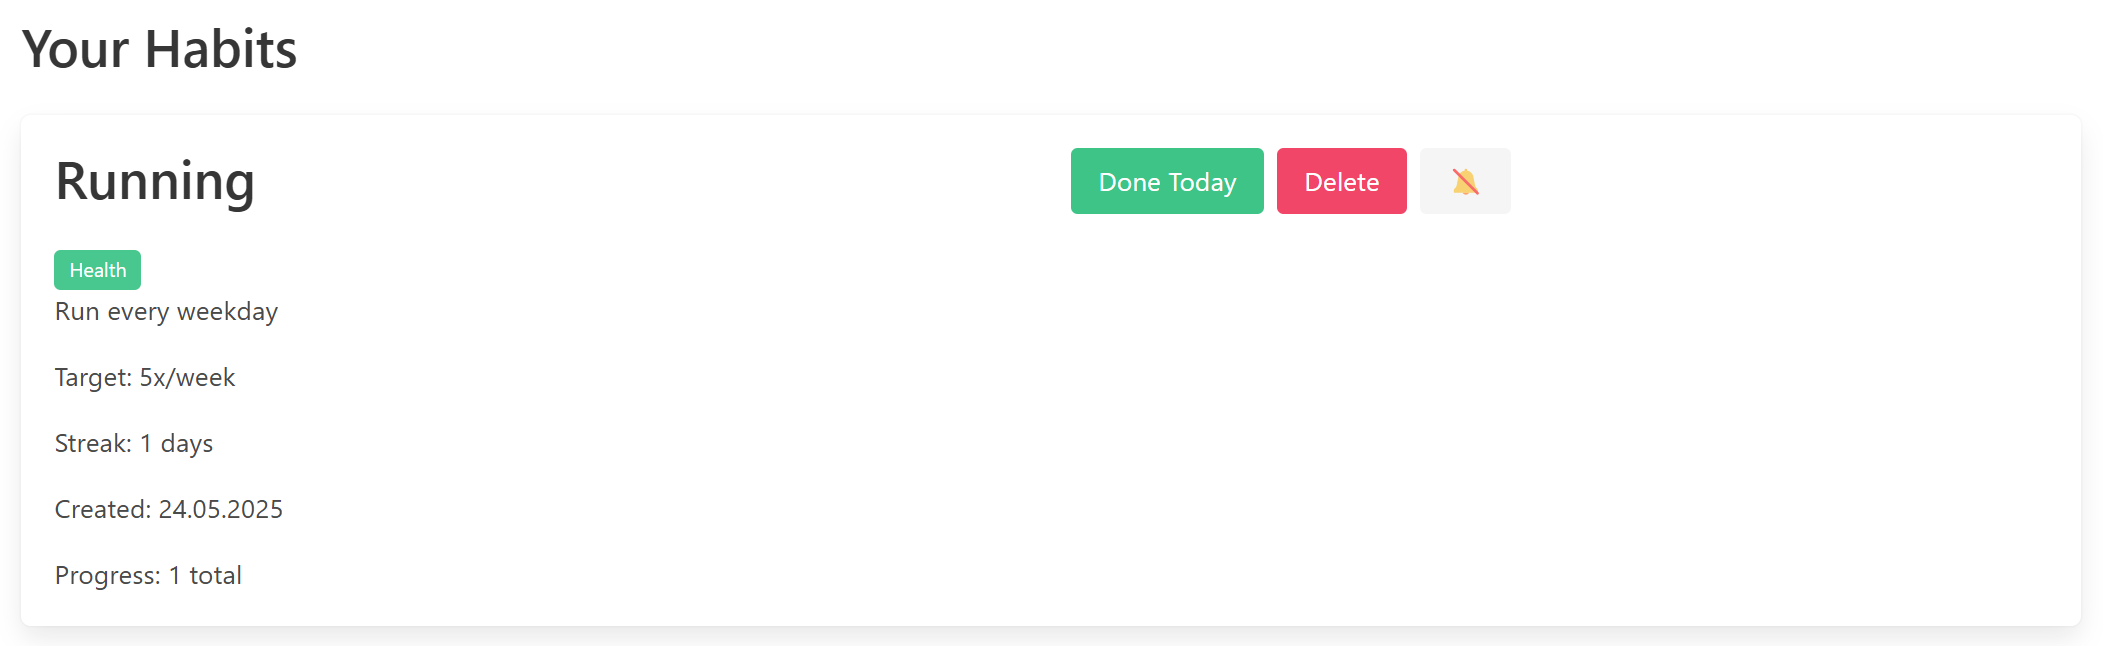 Your Habits
Running
Done Today
Delete
Health
Run every weekday
Target: 5x/week
Streak: 1 days
Created: 24.05.2025
Progress: 1 total